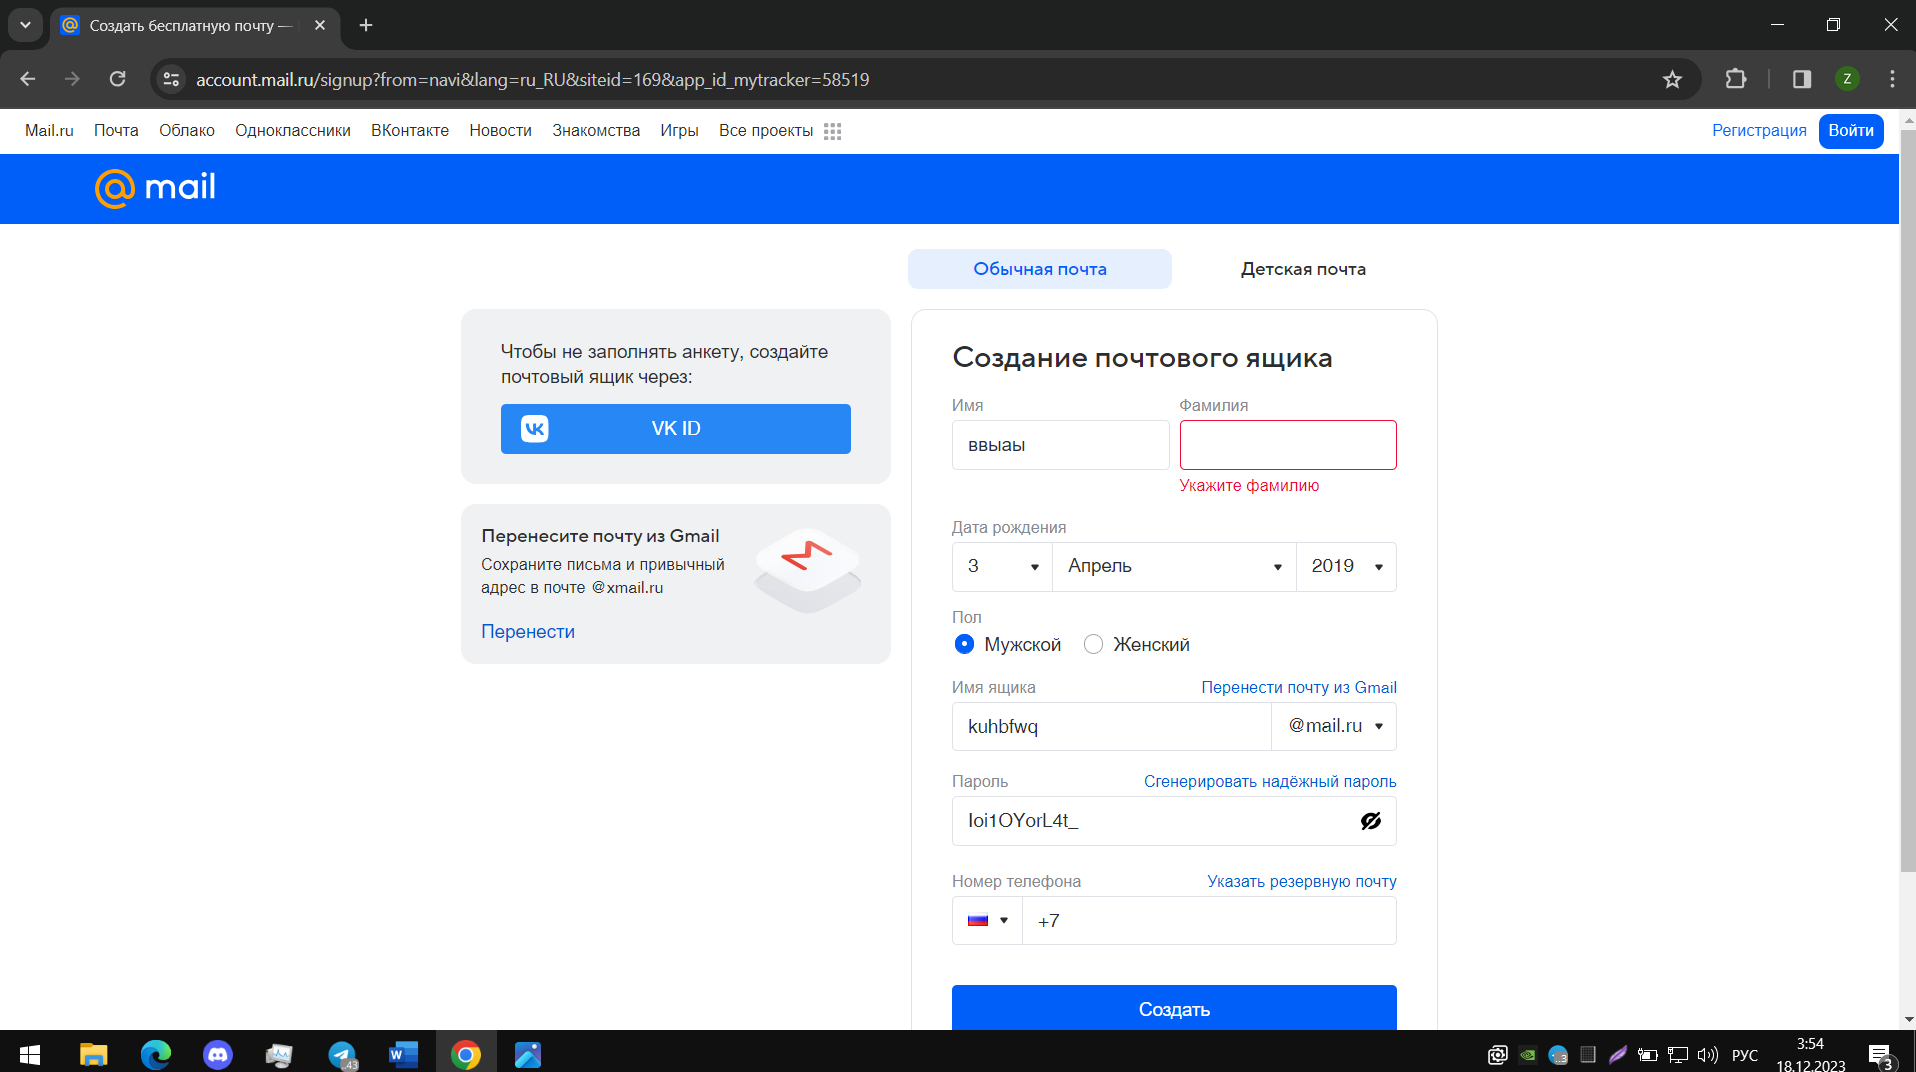 Создать бесплатную почту —
account.mail.ru/signup?from=navi&lang=ru_RU&siteid=169&app_id_mytracker=58519
Z
Mail.ru Почта Облако Одноклассники ВКонтакте Новости Знакомства Игры Все проекты
Регистрация Войти
mail
Обычная почта Детская почта
Чтобы не заполнять анкету, создайте
почтовый ящик через:
VK ID
Перенесите почту из Gmail
Сохраните письма и привычный
адрес в почте @xmail.ru
Перенести
Создание почтового ящика
Имя Фамилия
ввыаы
Укажите фамилию
Дата рождения
3 Апрель 2019
Пол
Мужской Женский
Имя ящика Перенести почту из Gmail
kuhbfwq @mail.ru
Пароль Сгенерировать надёжный пароль
Ioi1OYorL4t_
Номер телефона Указать резервную почту
+7
Создать
43
3
РУС
3:54
18.12.2023
3